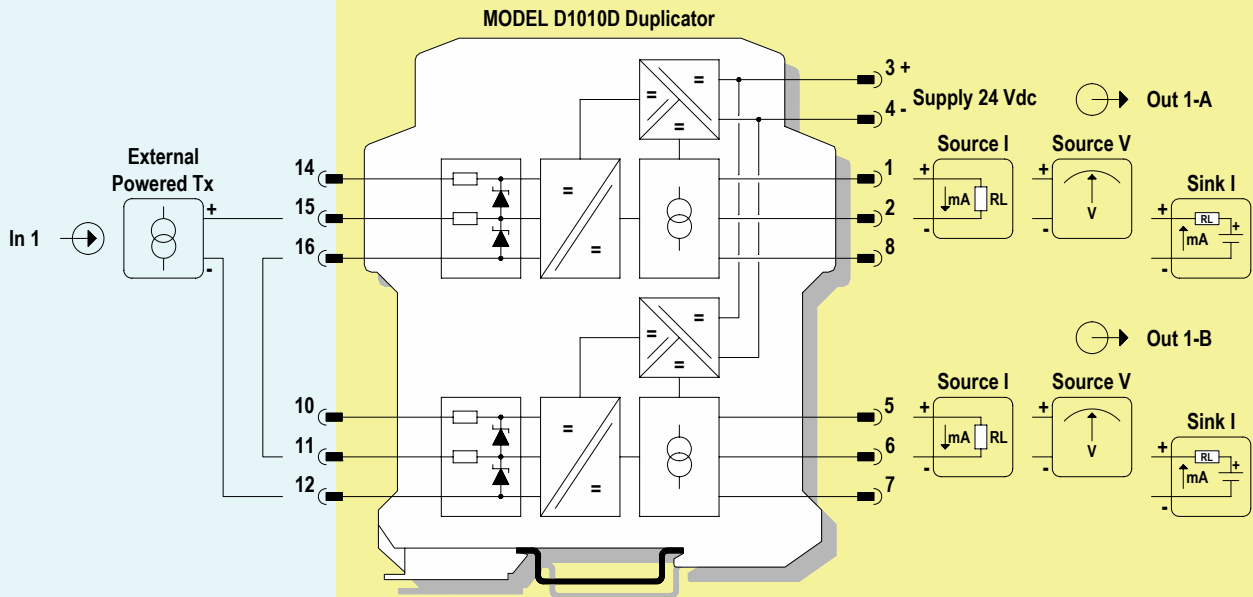 MODEL D1010D Duplicator
3 +
Supply 24 Vdc
4 -
Out 1-A
External
Powered Tx
+
-
In 1
14
15
16
=
=
=
=
=
1
2
8
Source I
+
-
mA
RL
Source V
+
-
V
Sink I
+
-
RL
mA
+
=
=
=
Out 1-B
10
11
12
=
=
5
6
7
Source I
+
-
mA
RL
Source V
+
-
V
Sink I
+
-
RL
mA
+